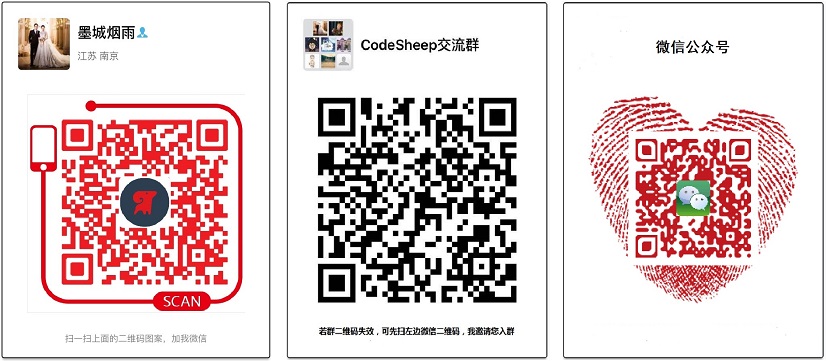 墨城烟雨
江苏 南京
SCAN
扫一扫上面的二维码图案，加我微信
CodeSheep交流群
若群二维码失效，可先扫左边微信二维码，我邀请您入群
微信公众号